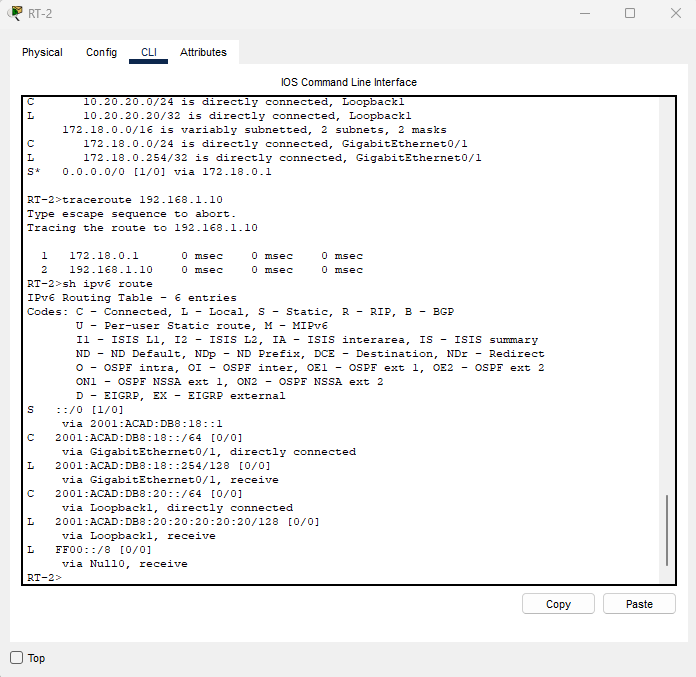 RT-2
Physical Config CLI Attributes
IOS Command Line Interface
C       10.20.20.0/24 is directly connected, Loopback1
L       10.20.20.20/32 is directly connected, Loopback1
     172.18.0.0/16 is variably subnetted, 2 subnets, 2 masks
C       172.18.0.0/24 is directly connected, GigabitEthernet0/1
L       172.18.0.254/32 is directly connected, GigabitEthernet0/1
S*   0.0.0.0/0 [1/0] via 172.18.0.1
RT-2>traceroute 192.168.1.10
Type escape sequence to abort.
Tracing the route to 192.168.1.10
  1   172.18.0.1      0 msec    0 msec    0 msec
  2   192.168.1.10    0 msec    0 msec    0 msec
RT-2>sh ipv6 route
IPv6 Routing Table - 6 entries
Codes: C - Connected, L - Local, S - Static, R - RIP, B - BGP
       U - Per-user Static route, M - MIPv6
       I1 - ISIS L1, I2 - ISIS L2, IA - ISIS interarea, IS - ISIS summary
       ND - ND Default, NDp - ND Prefix, DCE - Destination, NDr - Redirect
       O - OSPF intra, OI - OSPF inter, OE1 - OSPF ext 1, OE2 - OSPF ext 2
       ON1 - OSPF NSSA ext 1, ON2 - OSPF NSSA ext 2
       D - EIGRP, EX - EIGRP external
S   ::/0 [1/0]
     via 2001:ACAD:DB8:18::1
C   2001:ACAD:DB8:18::/64 [0/0]
     via GigabitEthernet0/1, directly connected
L   2001:ACAD:DB8:18::254/128 [0/0]
     via GigabitEthernet0/1, receive
C   2001:ACAD:DB8:20::/64 [0/0]
     via Loopback1, directly connected
L   2001:ACAD:DB8:20:20:20:20:20/128 [0/0]
     via Loopback1, receive
L   FF00::/8 [0/0]
     via Null0, receive
RT-2>
Copy Paste
Top